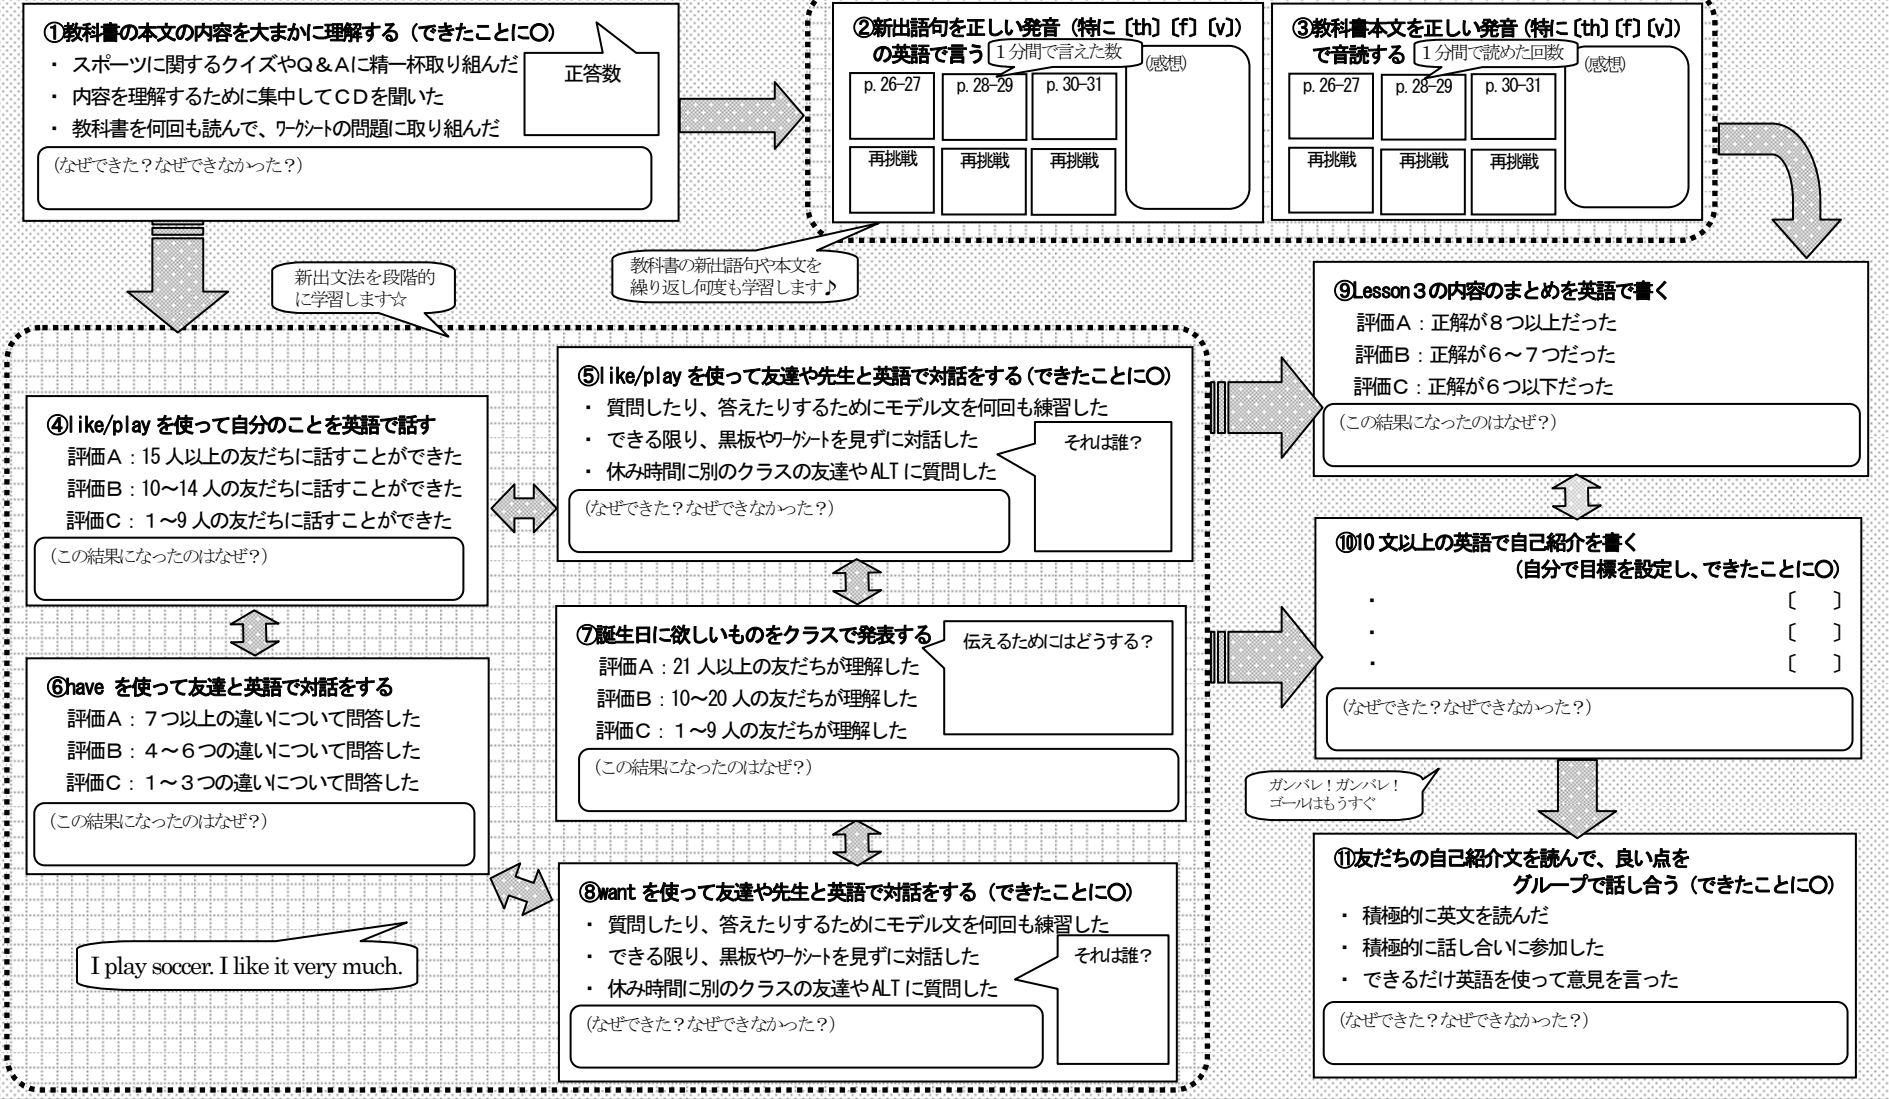 ①教科書の本文の内容を大まかに理解する（できたことに〇）
・ スポーツに関するクイズやQ＆Aに精一杯取り組んだ
・ 内容を理解するために集中してＣＤを聞いた
・ 教科書を何回も読んで、ﾜｰｸｼｰﾄの問題に取り組んだ
正答数
（なぜできた？なぜできなかった？）
②新出語句を正しい発音（特に〔th〕〔f〕〔v〕）
の英語で言う
１分間で言えた数
（感想）
p.26-27
p.28-29
p.30-31
再挑戦
再挑戦
再挑戦
③教科書本文を正しい発音（特に〔th〕〔f〕〔v〕）
で音読する
１分間で読めた回数
（感想）
p.26-27
p.28-29
p.30-31
再挑戦
再挑戦
再挑戦
新出文法を段階的
に学習します☆
教科書の新出語句や本文を
繰り返し何度も学習します♪
④like/play を使って自分のことを英語で話す
評価Ａ：15 人以上の友だちに話すことができた
評価Ｂ：10～14 人の友だちに話すことができた
評価Ｃ：１～9 人の友だちに話すことができた
（この結果になったのはなぜ？）
⑤like/play を使って友達や先生と英語で対話をする（できたことに〇）
・ 質問したり、答えたりするためにモデル文を何回も練習した
・ できる限り、黒板やﾜｰｸｼｰﾄを見ずに対話した
・ 休み時間に別のクラスの友達や ALT に質問した
それは誰？
（なぜできた？なぜできなかった？）
⑥have を使って友達と英語で対話をする
評価Ａ：７つ以上の違いについて問答した
評価Ｂ：４～６つの違いについて問答した
評価Ｃ：１～３つの違いについて問答した
（この結果になったのはなぜ？）
⑦誕生日に欲しいものをクラスで発表する
評価Ａ：21 人以上の友だちが理解した
評価Ｂ：10～20 人の友だちが理解した
評価Ｃ：１～9 人の友だちが理解した
伝えるためにはどうする？
（この結果になったのはなぜ？）
⑧want を使って友達や先生と英語で対話をする（できたことに〇）
・ 質問したり、答えたりするためにモデル文を何回も練習した
・ できる限り、黒板やﾜｰｸｼｰﾄを見ずに対話した
・ 休み時間に別のクラスの友達や ALT に質問した
それは誰？
（なぜできた？なぜできなかった？）
I play soccer. I like it very much.
⑨Lesson３の内容のまとめを英語で書く
評価Ａ：正解が８つ以上だった
評価Ｂ：正解が６～７つだった
評価Ｃ：正解が６つ以下だった
（この結果になったのはなぜ？）
⑩10 文以上の英語で自己紹介を書く
（自分で目標を設定し、できたことに〇）
・ 〔　〕
・ 〔　〕
・ 〔　〕
（なぜできた？なぜできなかった？）
ガンバレ！ガンバレ！
ゴールはもうすぐ
⑪友だちの自己紹介文を読んで、良い点を
グループで話し合う（できたことに〇）
・ 積極的に英文を読んだ
・ 積極的に話し合いに参加した
・ できるだけ英語を使って意見を言った
（なぜできた？なぜできなかった？）